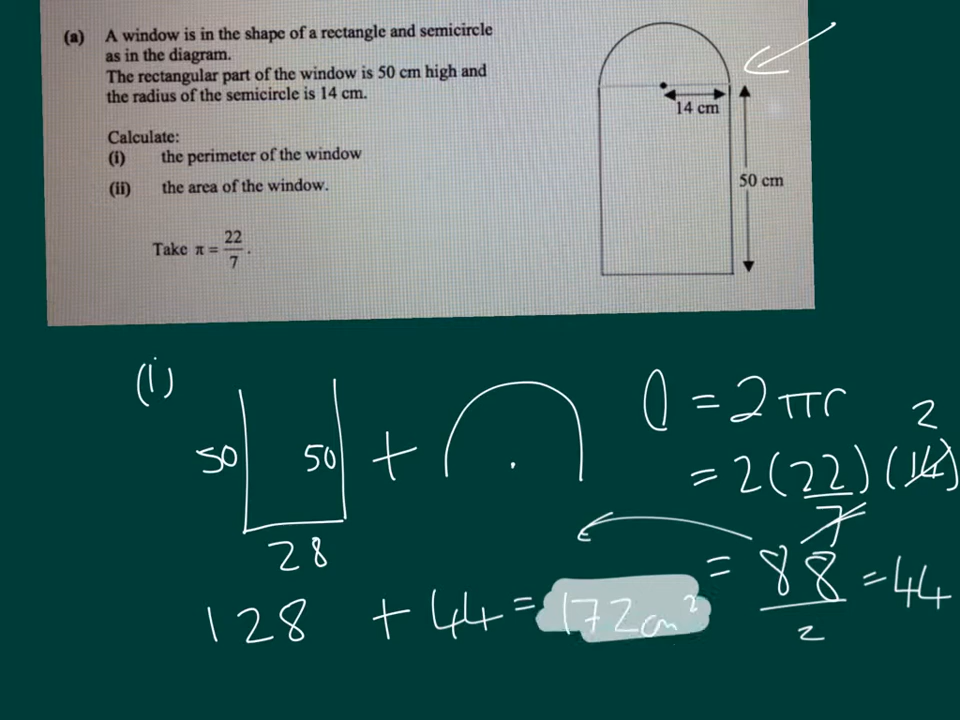 (a) A window is in the shape of a rectangle and semicircle
as in the diagram.
The rectangular part of the window is 50 cm high and
the radius of the semicircle is 14 cm.
Calculate:
(i) the perimeter of the window
(ii) the area of the window.
Take π = 22/7.
14 cm
50 cm
(i)
50 50 +
28
l = 2πr
= 2(22/7)(14) 2
= 88/2 = 44
128 + 44 = 172cm²